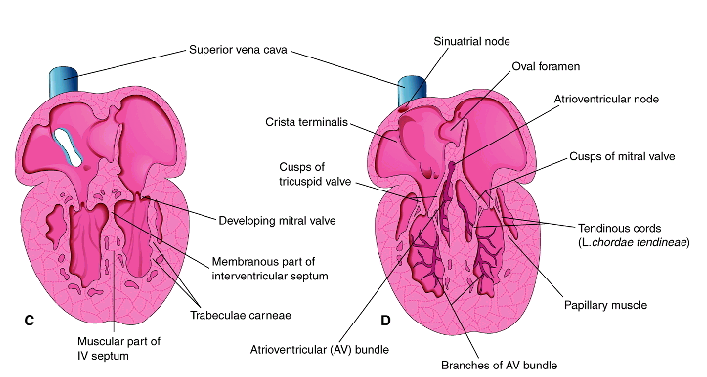 Sinuatrial node
Superior vena cava
Oval foramen
Atrioventricular node
Crista terminalis
Cusps of mitral valve
Cusps of
tricuspid valve
Developing mitral valve
Tendinous cords
(L.chordae tendineae)
Membranous part of
interventricular septum
Papillary muscle
Trabeculae carneae
C
D
Muscular part of
IV septum
Atrioventricular (AV) bundle
Branches of AV bundle